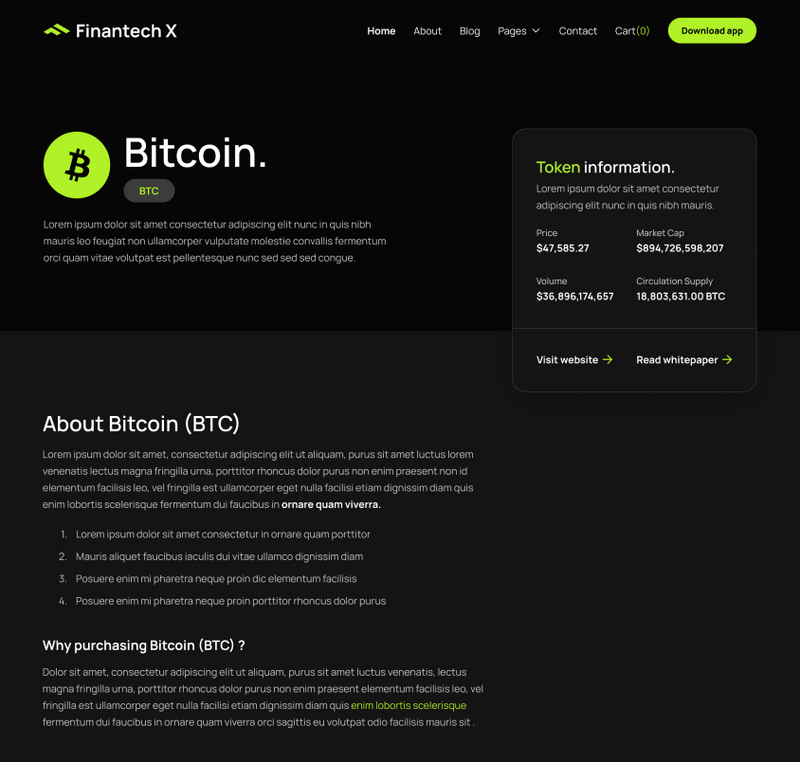 Finantech X
Home About Blog Pages Contact Cart(0) Download app
Bitcoin.
BTC
Lorem ipsum dolor sit amet consectetur adipiscing elit nunc in quis nibh
mauris leo feugiat non ullamcorper vulputate molestie convallis fermentum
orci quam vitae volutpat est pellentesque nunc sed sed sed congue.
Token information.
Lorem ipsum dolor sit amet consectetur
adipiscing elit nunc in quis nibh mauris.
Price Market Cap
$47,585.27 $894,726,598,207
Volume Circulation Supply
$36,896,174,657 18,803,631.00 BTC
Visit website → Read whitepaper →
About Bitcoin (BTC)
Lorem ipsum dolor sit amet, consectetur adipiscing elit ut aliquam, purus sit amet luctus lorem
venenatis lectus magna fringilla urna, porttitor rhoncus dolor purus non enim praesent non id
elementum facilisis leo, vel fringilla est ullamcorper eget nulla facilisi etiam dignissim diam quis
enim lobortis scelerisque fermentum dui faucibus in ornare quam viverra.
1. Lorem ipsum dolor sit amet consectetur in ornare quam porttitor
2. Mauris aliquet faucibus iaculis dui vitae ullamco dignissim diam
3. Posuere enim mi pharetra neque proin dic elementum facilisis
4. Posuere enim mi pharetra neque proin porttitor rhoncus dolor purus
Why purchasing Bitcoin (BTC) ?
Dolor sit amet, consectetur adipiscing elit ut aliquam, purus sit amet luctus venenatis, lectus
magna fringilla urna, porttitor rhoncus dolor purus non enim praesent elementum facilisis leo, vel
fringilla est ullamcorper eget nulla facilisi etiam dignissim diam quis enim lobortis scelerisque
fermentum dui faucibus in ornare quam viverra orci sagittis eu volutpat odio facilisis mauris sit .